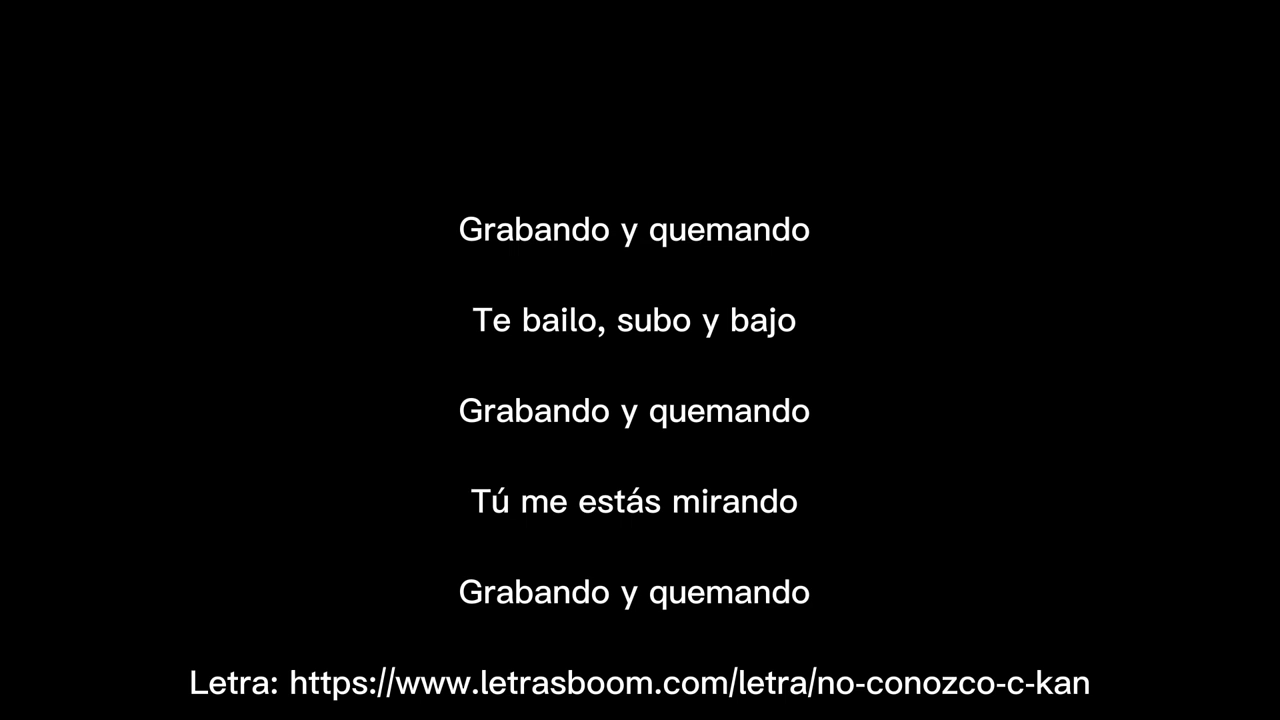 Grabando y quemando
Te bailo, subo y bajo
Grabando y quemando
Tú me estás mirando
Grabando y quemando
Letra: https://www.letrasboom.com/letra/no-conozco-c-kan